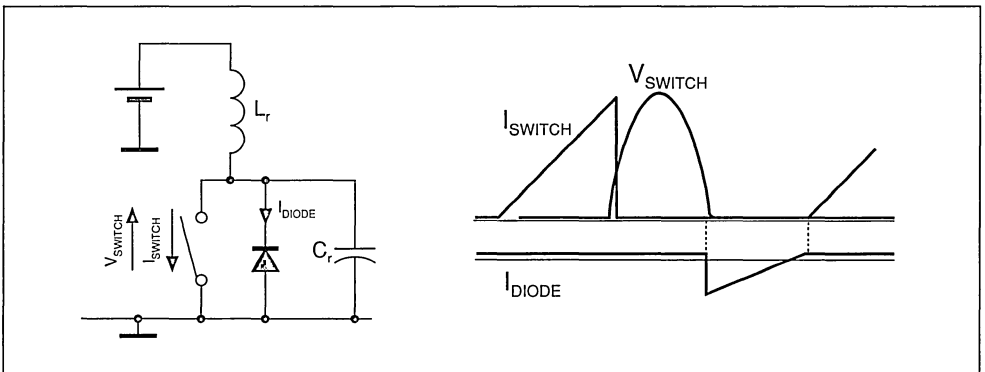 L_r
V_SWITCH
I_SWITCH
I_DIODE
C_r
I_SWITCH
V_SWITCH
I_DIODE